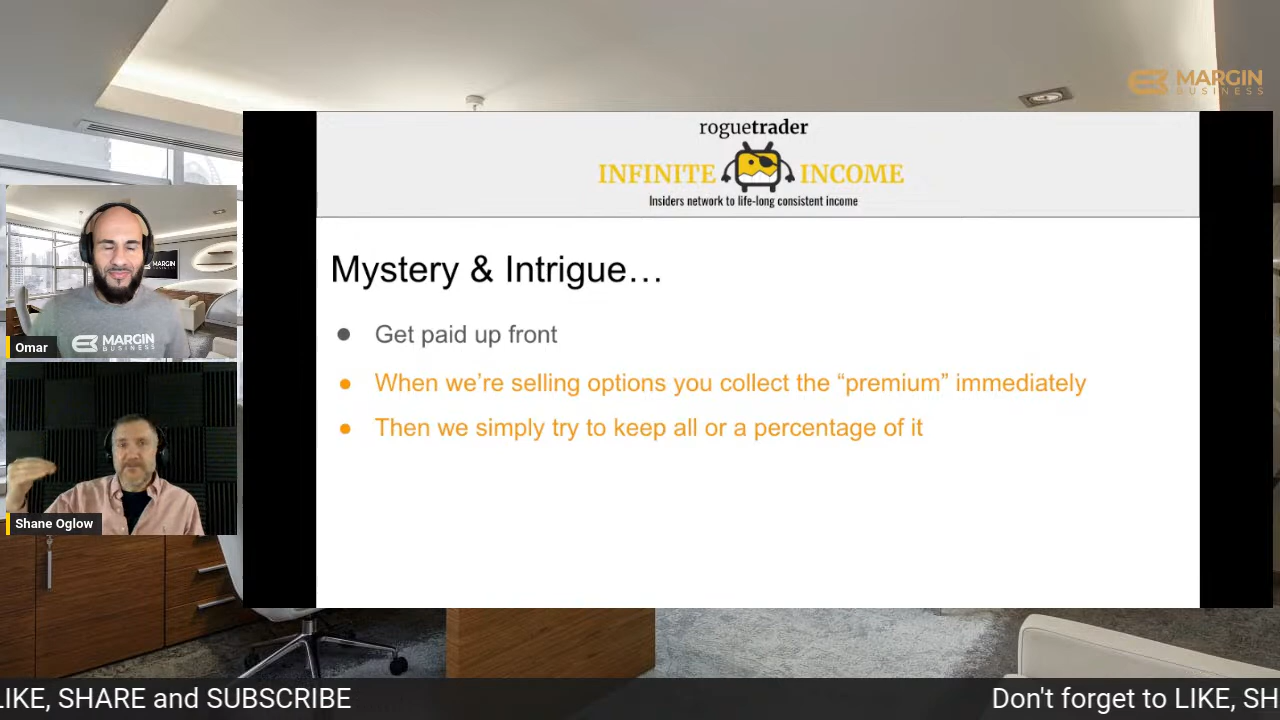 MARGIN
BUSINESS
roguetrader
INFINITE INCOME
Insiders network to life-long consistent income
Mystery & Intrigue…
● Get paid up front
● When we’re selling options you collect the “premium” immediately
● Then we simply try to keep all or a percentage of it
MARGIN
MARGIN
BUSINESS
Omar
Shane Oglow
LIKE, SHARE and SUBSCRIBE
Don't forget to LIKE, SH